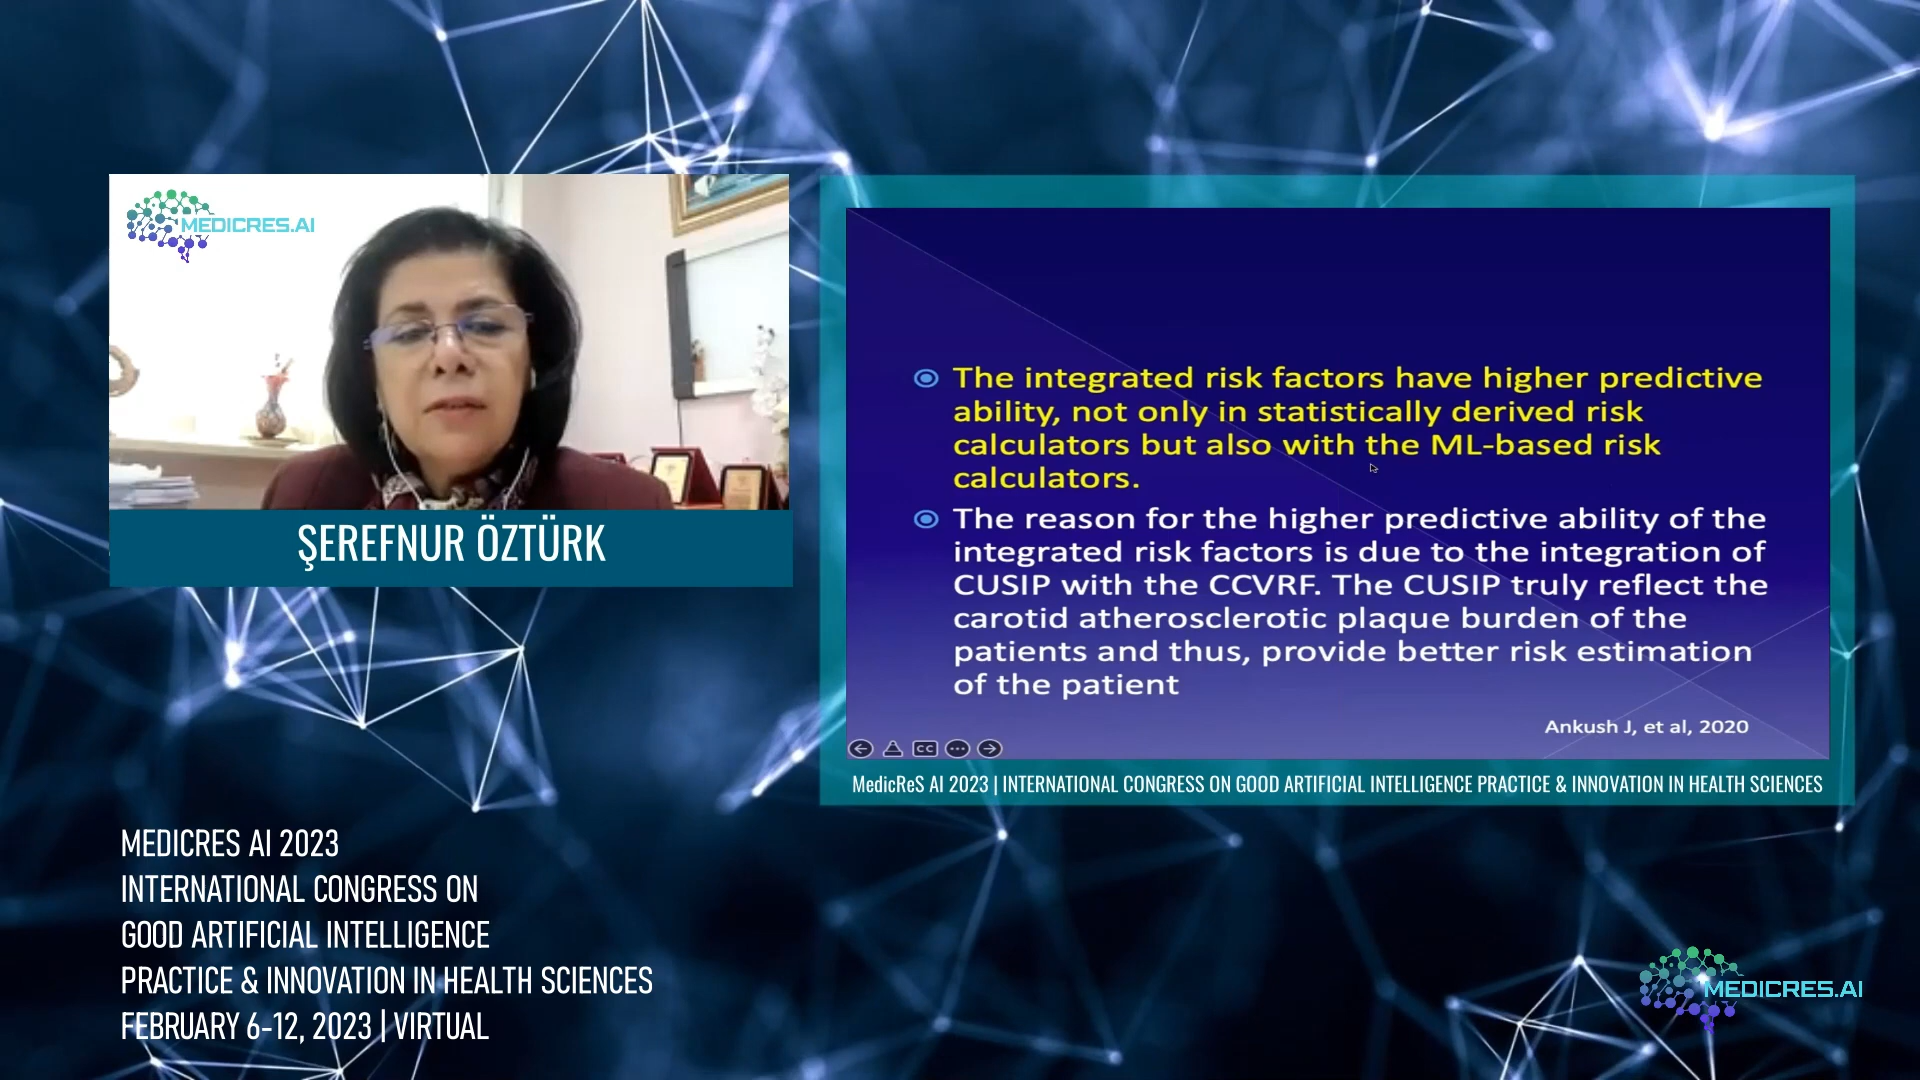 MEDICRES.AI
ŞEREFNUR ÖZTÜRK
The integrated risk factors have higher predictive
ability, not only in statistically derived risk
calculators but also with the ML-based risk
calculators.
The reason for the higher predictive ability of the
integrated risk factors is due to the integration of
CUSIP with the CCVRF. The CUSIP truly reflect the
carotid atherosclerotic plaque burden of the
patients and thus, provide better risk estimation
of the patient
Ankush J, et al, 2020
CC
MedicReS AI 2023 | INTERNATIONAL CONGRESS ON GOOD ARTIFICIAL INTELLIGENCE PRACTICE & INNOVATION IN HEALTH SCIENCES
MEDICRES AI 2023
INTERNATIONAL CONGRESS ON
GOOD ARTIFICIAL INTELLIGENCE
PRACTICE & INNOVATION IN HEALTH SCIENCES
FEBRUARY 6-12, 2023 | VIRTUAL
MEDICRES.AI